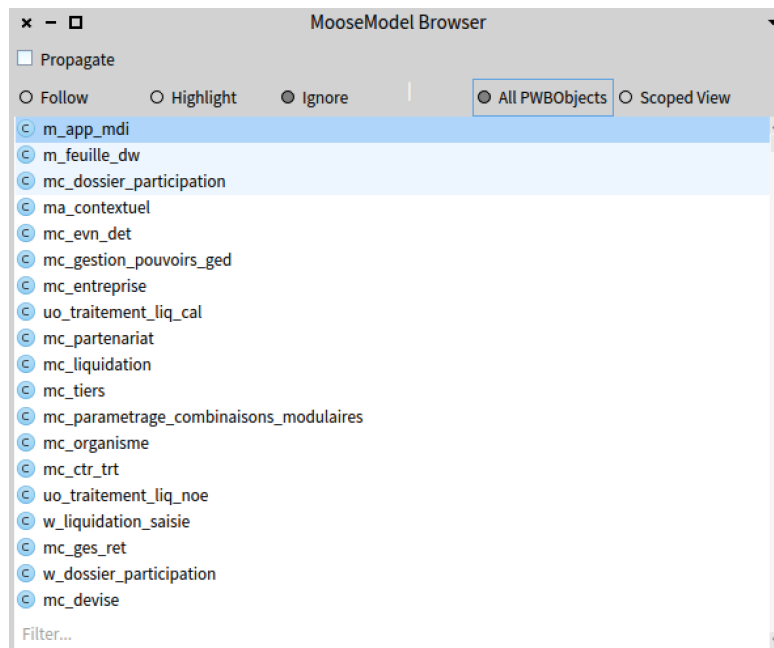 MooseModel Browser
Propagate
Follow Highlight Ignore All PWBObjects Scoped View
C m_app_mdi
C m_feuille_dw
C mc_dossier_participation
C ma_contextuel
C mc_evn_det
C mc_gestion_pouvoirs_ged
C mc_entreprise
C uo_traitement_liq_cal
C mc_partenariat
C mc_liquidation
C mc_tiers
C mc_parametrage_combinaisons_modulaires
C mc_organisme
C mc_ctr_trt
C uo_traitement_liq_noe
C w_liquidation_saisie
C mc_ges_ret
C w_dossier_participation
C mc_devise
Filter...